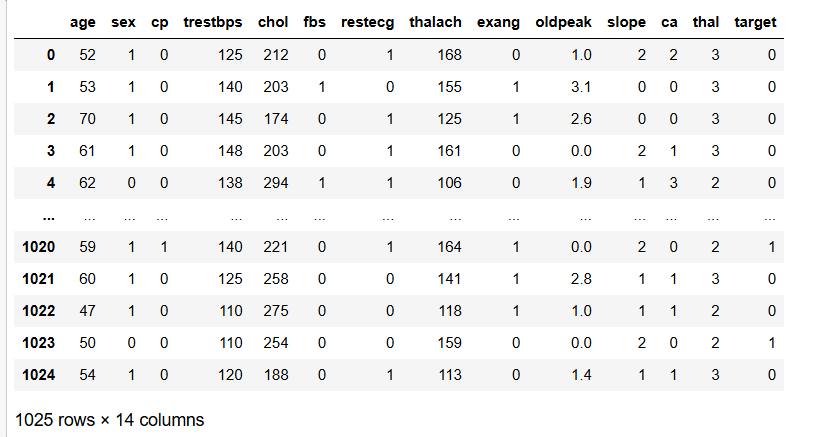 age sex cp trestbps chol fbs restecg thalach exang oldpeak slope ca thal target
0 52 1 0 125 212 0 1 168 0 1.0 2 2 3 0
1 53 1 0 140 203 1 0 155 1 3.1 0 0 3 0
2 70 1 0 145 174 0 1 125 1 2.6 0 0 3 0
3 61 1 0 148 203 0 1 161 0 0.0 2 1 3 0
4 62 0 0 138 294 1 1 106 0 1.9 1 3 2 0
... ... ... ... ... ... ... ... ... ... ... ... ... ... ...
1020 59 1 1 140 221 0 1 164 1 0.0 2 0 2 1
1021 60 1 0 125 258 0 0 141 1 2.8 1 1 3 0
1022 47 1 0 110 275 0 0 118 1 1.0 1 1 2 0
1023 50 0 0 110 254 0 0 159 0 0.0 2 0 2 1
1024 54 1 0 120 188 0 1 113 0 1.4 1 1 3 0
1025 rows × 14 columns